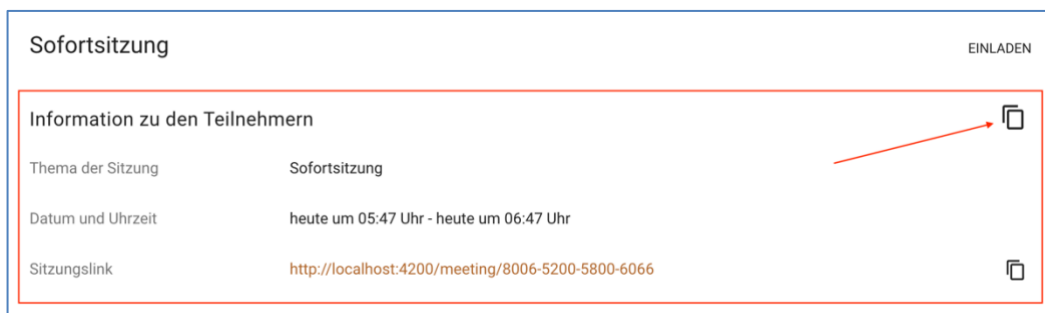 Sofortsitzung EINLADEN
Information zu den Teilnehmern
Thema der Sitzung Sofortsitzung
Datum und Uhrzeit heute um 05:47 Uhr - heute um 06:47 Uhr
Sitzungslink http://localhost:4200/meeting/8006-5200-5800-6066